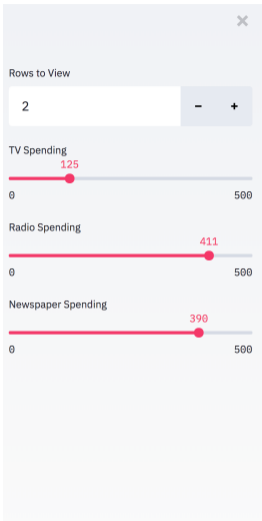 ×
Rows to View
2 - +
TV Spending
125
0 500
Radio Spending
411
0 500
Newspaper Spending
390
0 500